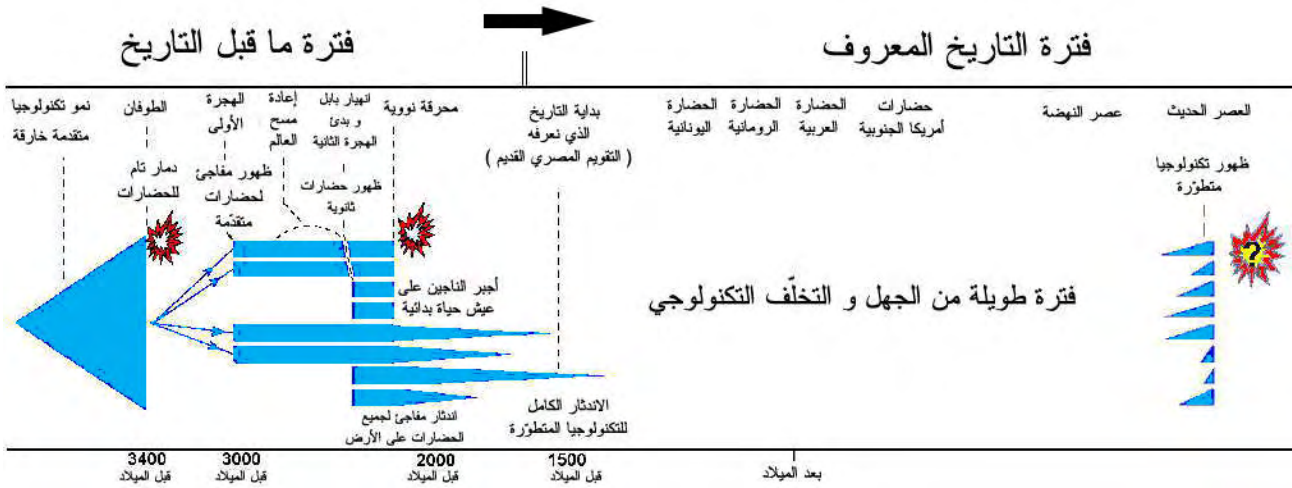 فترة ما قبل التاريخ
فترة التاريخ المعروف
نمو تكنولوجيا
متقدمة خارقة
الطوفان
الهجرة
الأولى
إعادة
مسح
العالم
انهيار بابل
و بدئ
الهجرة الثانية
محرقة نووية
بداية التاريخ
الذي نعرفه
( التقويم المصري القديم )
الحضارة
اليونانية
الحضارة
الرومانية
الحضارة
العربية
حضارات
أمريكا الجنوبية
عصر النهضة
العصر الحديث
دمار تام
للحضارات
ظهور مفاجئ
لحضارات
متقدّمة
ظهور حضارات
ثانوية
ظهور تكنولوجيا
متطوّرة
?
أجبر الناجين على
عيش حياة بدائية
فترة طويلة من الجهل و التخلّف التكنولوجي
اندثار مفاجئ لجميع
الحضارات على الأرض
الاندثار الكامل
للتكنولوجيا المتطوّرة
3400
قبل الميلاد
3000
قبل الميلاد
2000
قبل الميلاد
1500
قبل الميلاد
بعد الميلاد